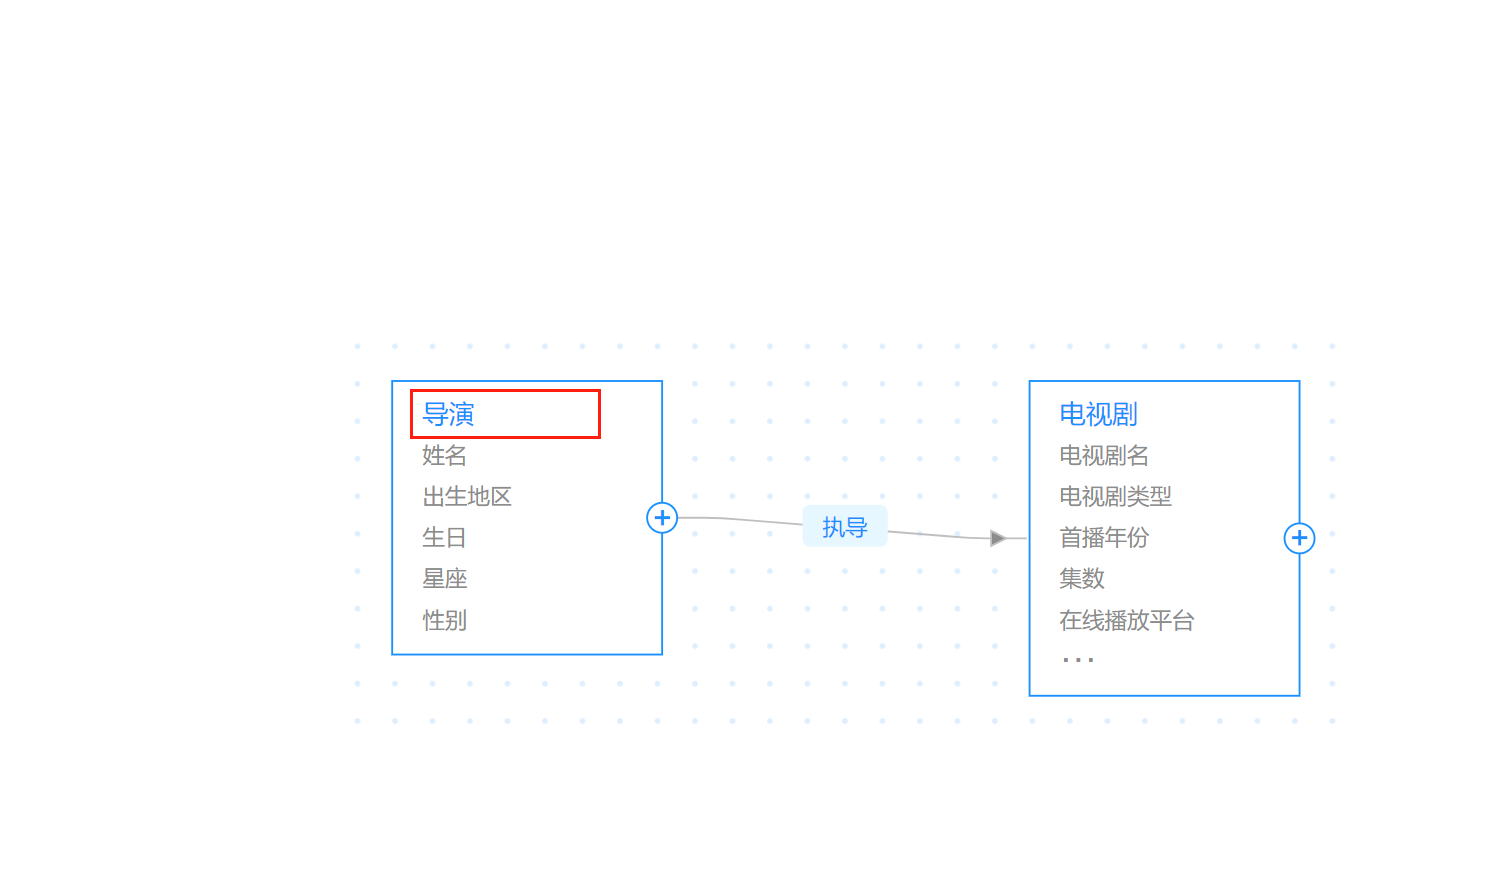 导演
姓名
出生地区
生日
星座
性别
执导
电视剧
电视剧名
电视剧类型
首播年份
集数
在线播放平台
...